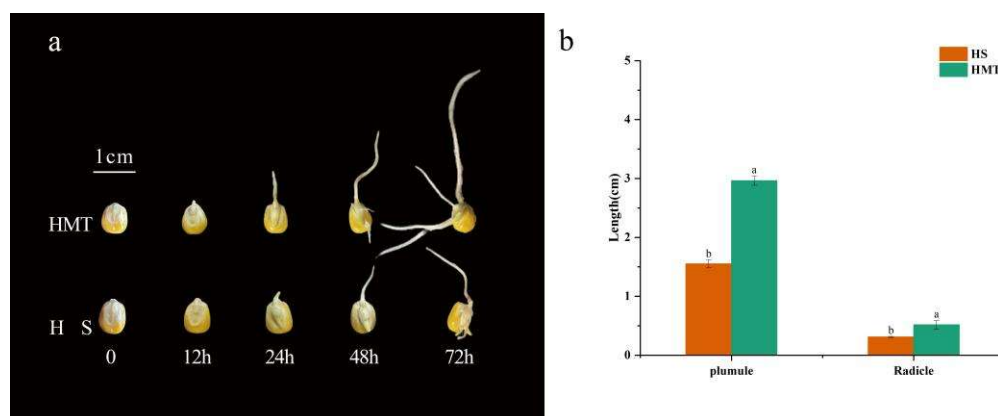 a
1cm
HMT
H S
0 12h 24h 48h 72h
b
HS
HMT
5
4
3
2
1
0
Length(cm)
b
a
b
a
plumule Radicle